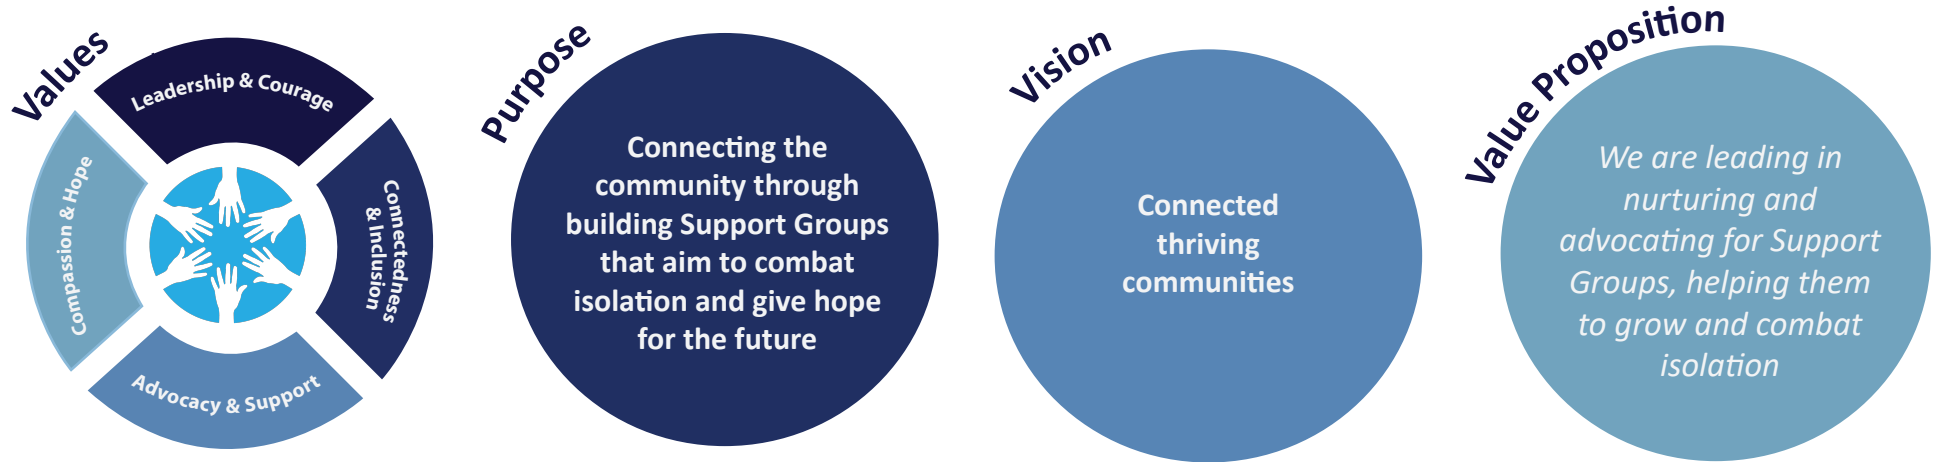 Values
Leadership & Courage
Connectedness
& Inclusion
Advocacy & Support
Compassion & Hope
Purpose
Connecting the
community through
building Support Groups
that aim to combat
isolation and give hope
for the future
Vision
Connected
thriving
communities
Value Proposition
We are leading in
nurturing and
advocating for Support
Groups, helping them
to grow and combat
isolation